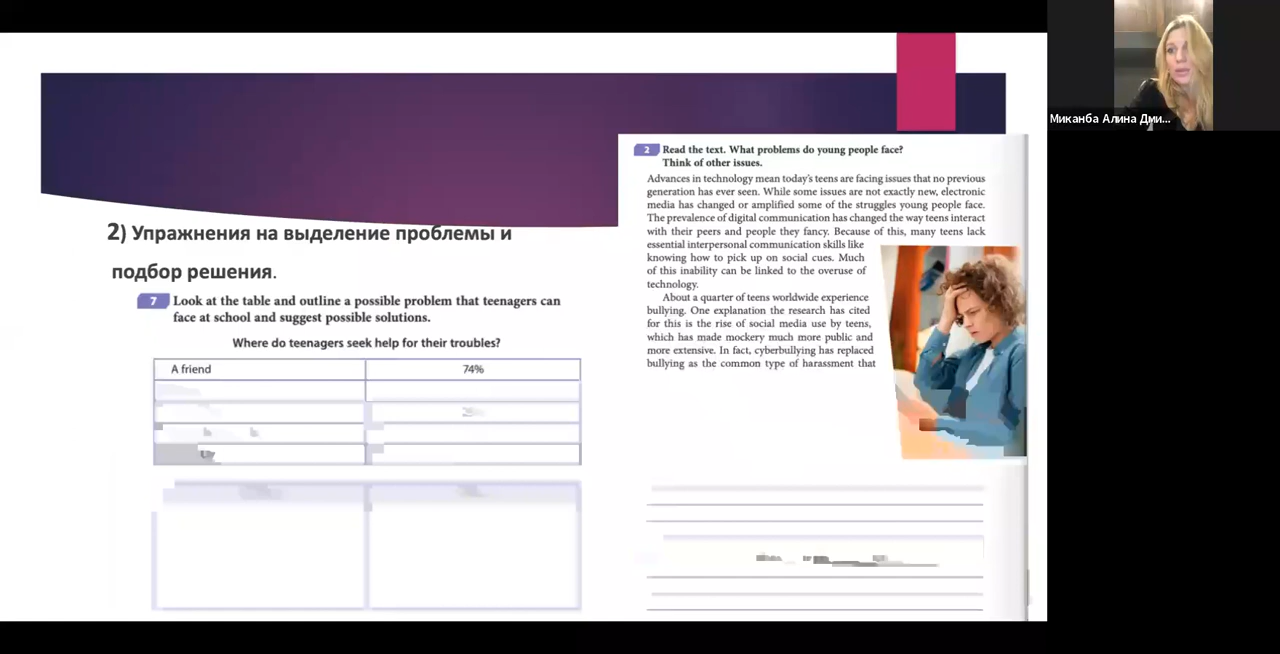 Миканба Алина Дми...
2) Упражнения на выделение проблемы и
подбор решения.
7 Look at the table and outline a possible problem that teenagers can
face at school and suggest possible solutions.
Where do teenagers seek help for their troubles?
A friend 74%
2 Read the text. What problems do young people face?
Think of other issues.
Advances in technology mean today's teens are facing issues that no previous
generation has ever seen. While some issues are not exactly new, electronic
media has changed or amplified some of the struggles young people face.
The prevalence of digital communication has changed the way teens interact
with their peers and people they fancy. Because of this, many teens lack
essential interpersonal communication skills like
knowing how to pick up on social cues. Much
of this inability can be linked to the overuse of
technology.
About a quarter of teens worldwide experience
bullying. One explanation the research has cited
for this is the rise of social media use by teens,
which has made mockery much more public and
more extensive. In fact, cyberbullying has replaced
bullying as the common type of harassment that